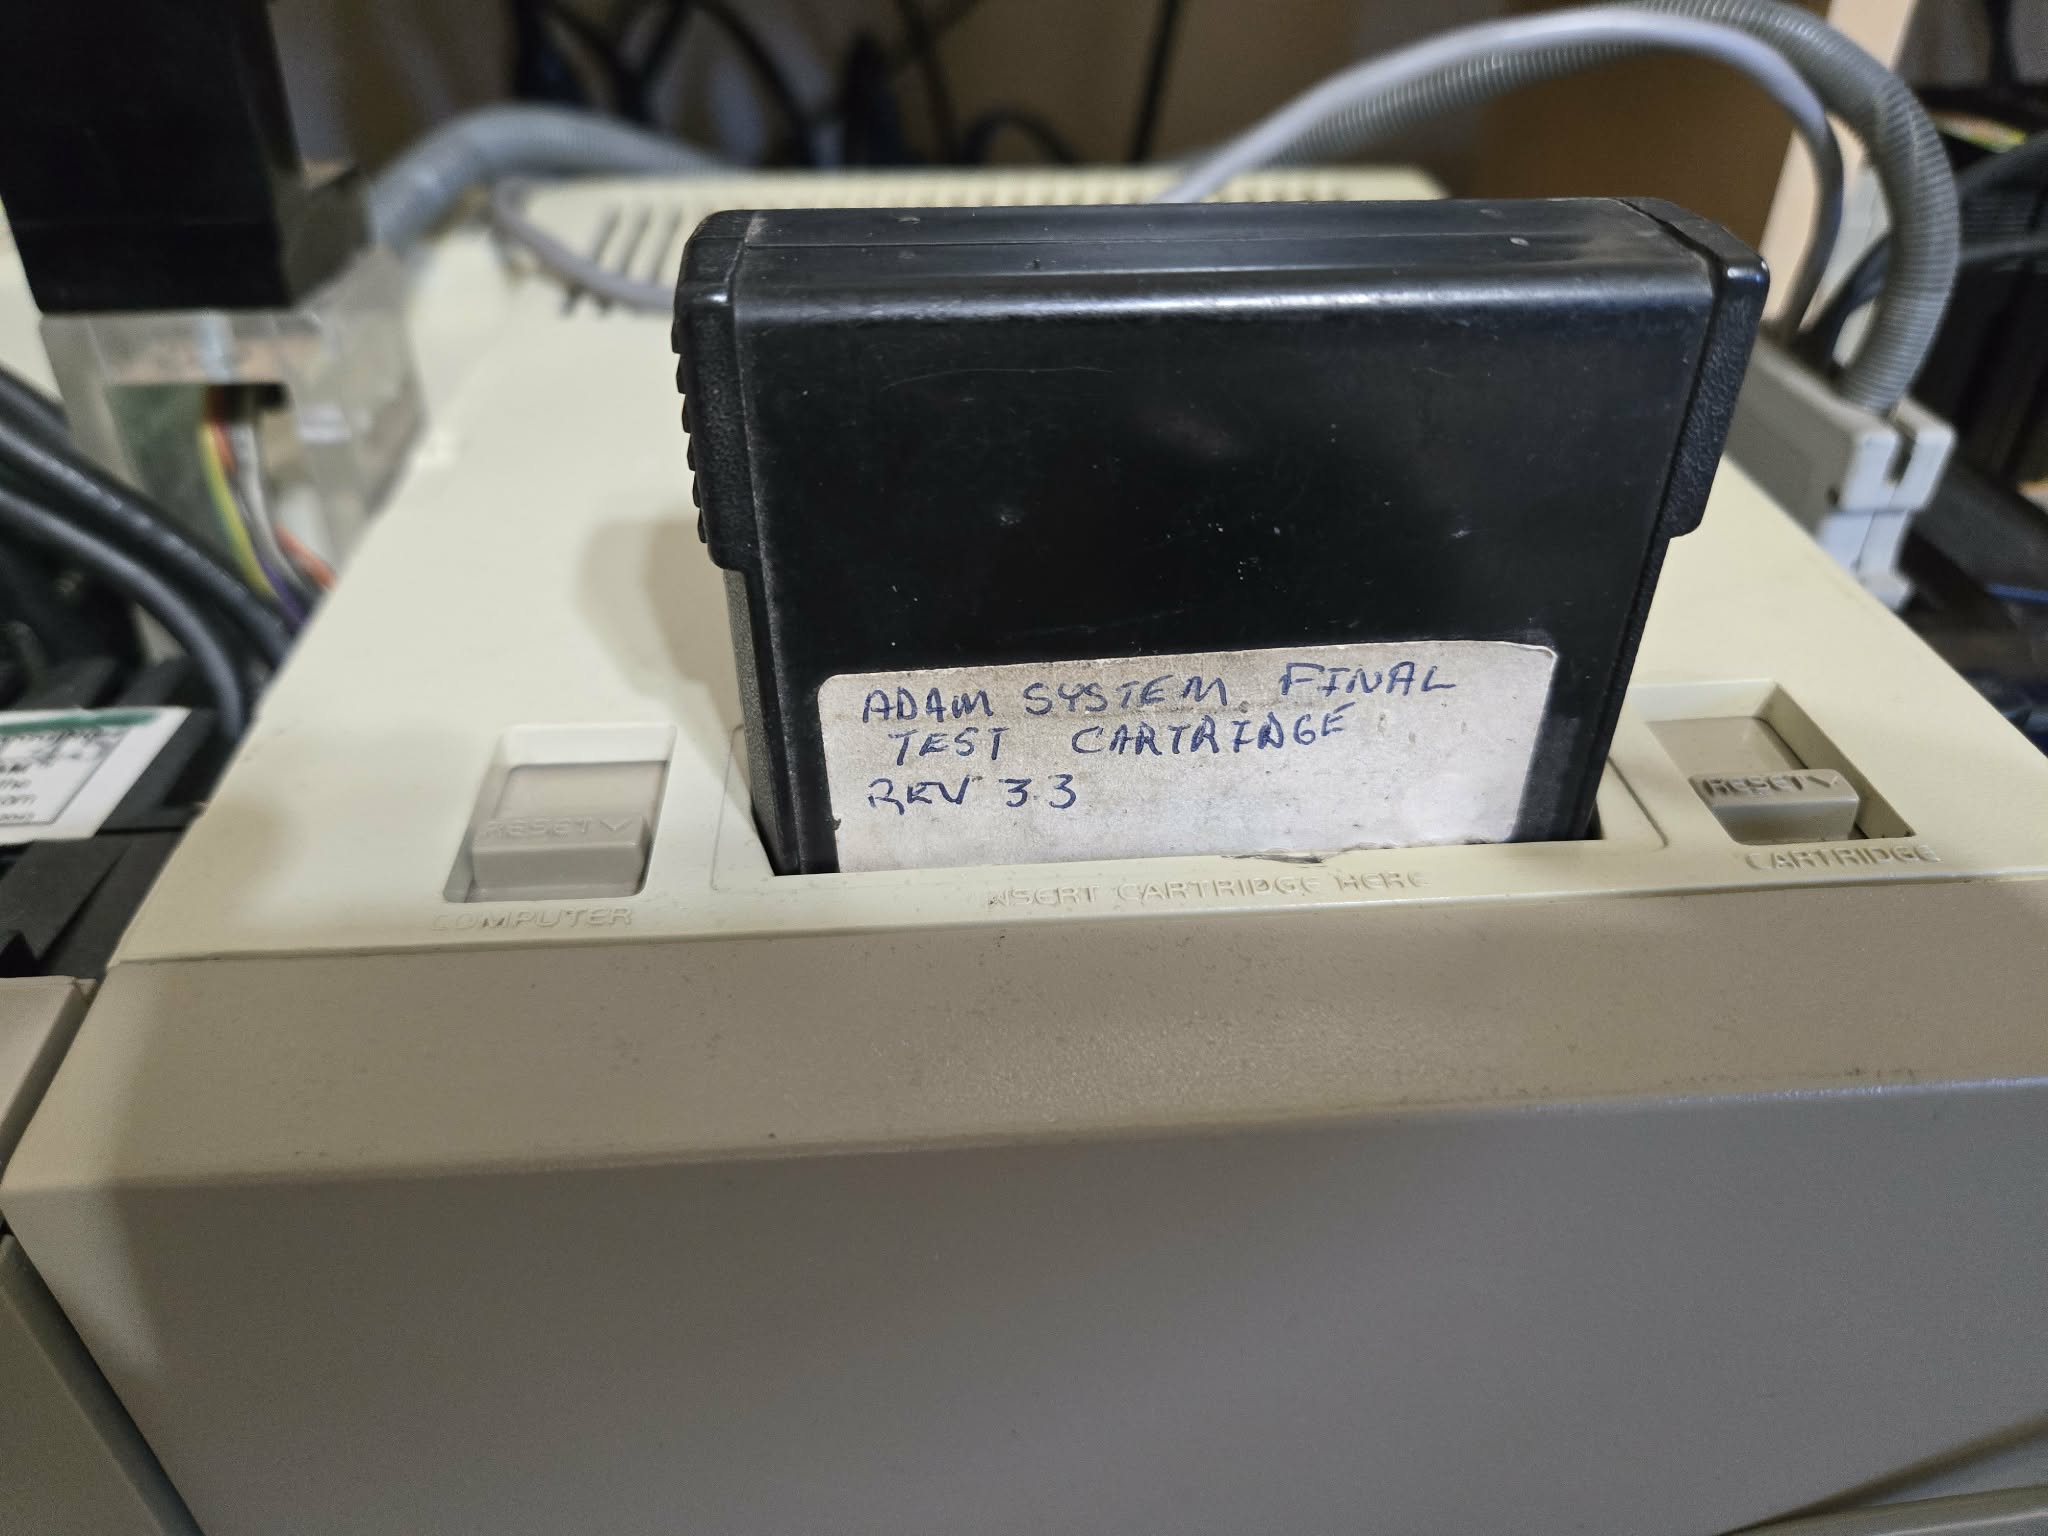 ADAM SYSTEM FINAL
TEST CARTRIDGE
REV 3.3
RESET
RESET
COMPUTER
INSERT CARTRIDGE HERE
CARTRIDGE